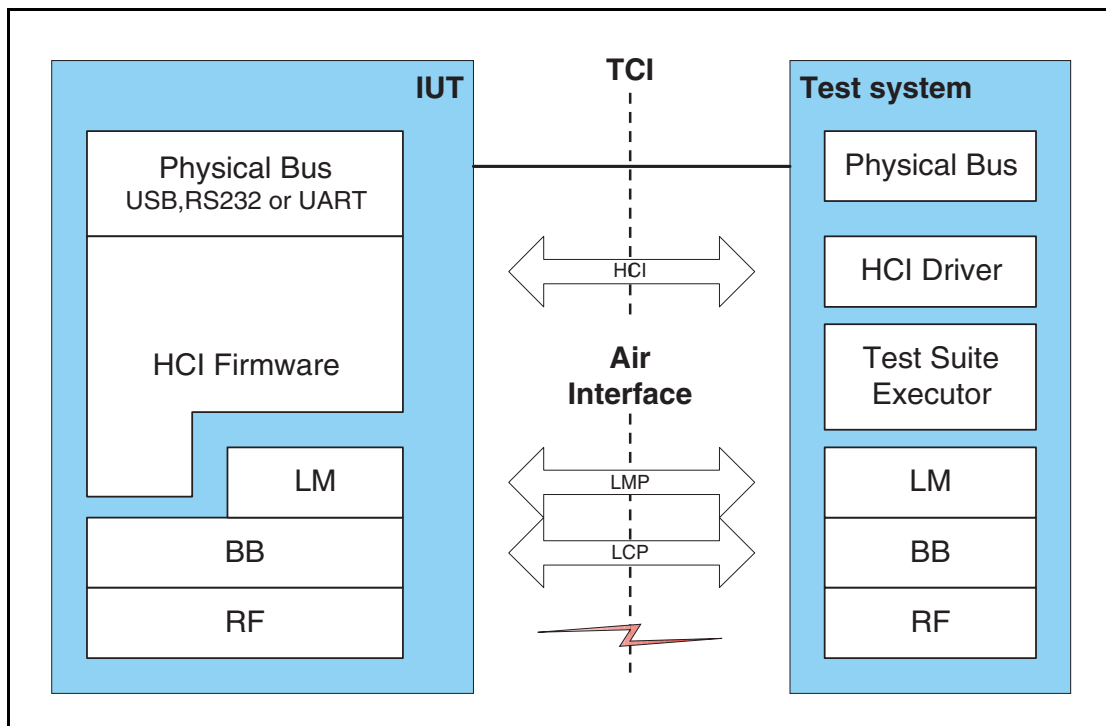 IUT
Physical Bus
USB,RS232 or UART
HCI Firmware
LM
BB
RF
TCI
HCI
Air
Interface
LMP
LCP
Test system
Physical Bus
HCI Driver
Test Suite
Executor
LM
BB
RF